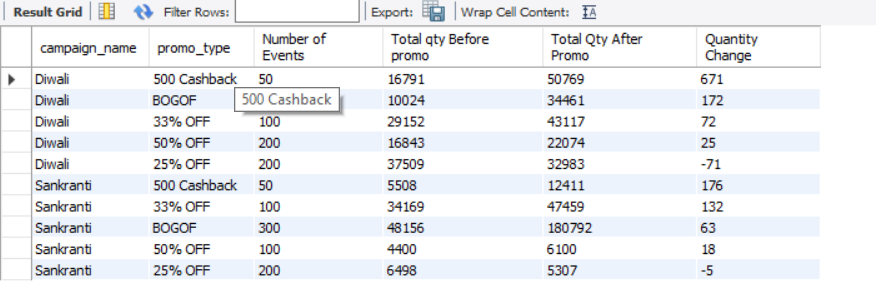 Result Grid Filter Rows: Export: Wrap Cell Content:
campaign_name promo_type Number of Events Total qty Before promo Total Qty After Promo Quantity Change
Diwali 500 Cashback 50 16791 50769 671
Diwali BOGOF 10024 34461 172
500 Cashback
Diwali 33% OFF 100 29152 43117 72
Diwali 50% OFF 200 16843 22074 25
Diwali 25% OFF 200 37509 32983 -71
Sankranti 500 Cashback 50 5508 12411 176
Sankranti 33% OFF 100 34169 47459 132
Sankranti BOGOF 300 48156 180792 63
Sankranti 50% OFF 100 4400 6100 18
Sankranti 25% OFF 200 6498 5307 -5